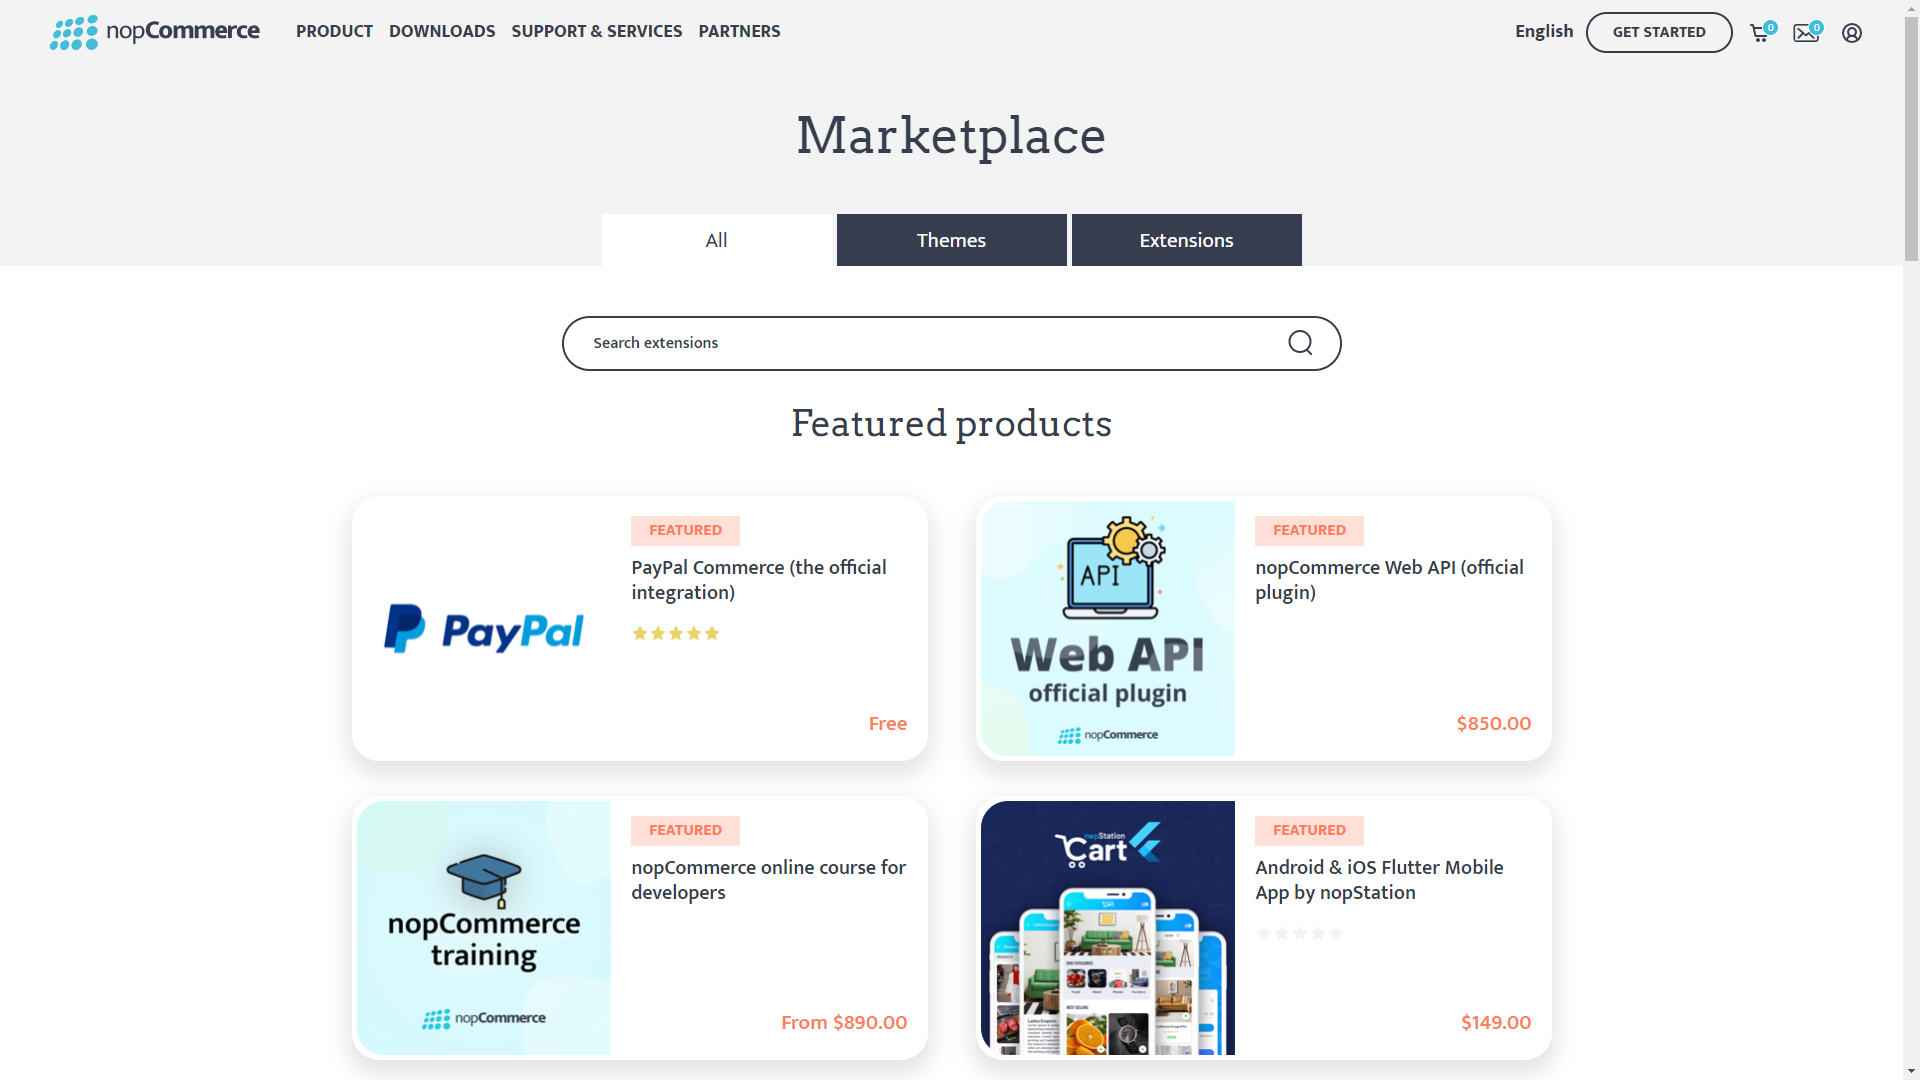 nopCommerce
PRODUCT DOWNLOADS SUPPORT & SERVICES PARTNERS
English GET STARTED 0 0
Marketplace
All Themes Extensions
Search extensions
Featured products
FEATURED
PayPal Commerce (the official
integration)
PayPal
Free
API
Web API
official plugin
nopCommerce
FEATURED
nopCommerce Web API (official
plugin)
$850.00
nopCommerce
training
nopCommerce
FEATURED
nopCommerce online course for
developers
From $890.00
nopStation
Cart
FEATURED
Android & iOS Flutter Mobile
App by nopStation
$149.00